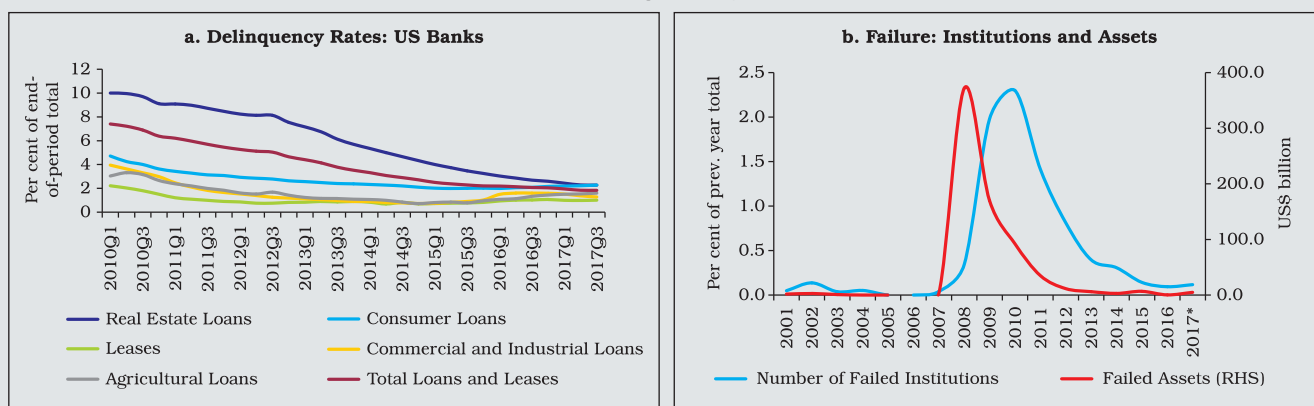 a. Delinquency Rates: US Banks
Per cent of end-
of-period total
12
10
8
6
4
2
0
2010Q1
2010Q3
2011Q1
2011Q3
2012Q1
2012Q3
2013Q1
2013Q3
2014Q1
2014Q3
2015Q1
2015Q3
2016Q1
2016Q3
2017Q1
2017Q3
Real Estate Loans
Consumer Loans
Leases
Commercial and Industrial Loans
Agricultural Loans
Total Loans and Leases
b. Failure: Institutions and Assets
Per cent of prev. year total
2.5
2.0
1.5
1.0
0.5
0.0
400.0
300.0
200.0
100.0
0.0
US$ billion
2001
2002
2003
2004
2005
2006
2007
2008
2009
2010
2011
2012
2013
2014
2015
2016
2017*
Number of Failed Institutions
Failed Assets (RHS)